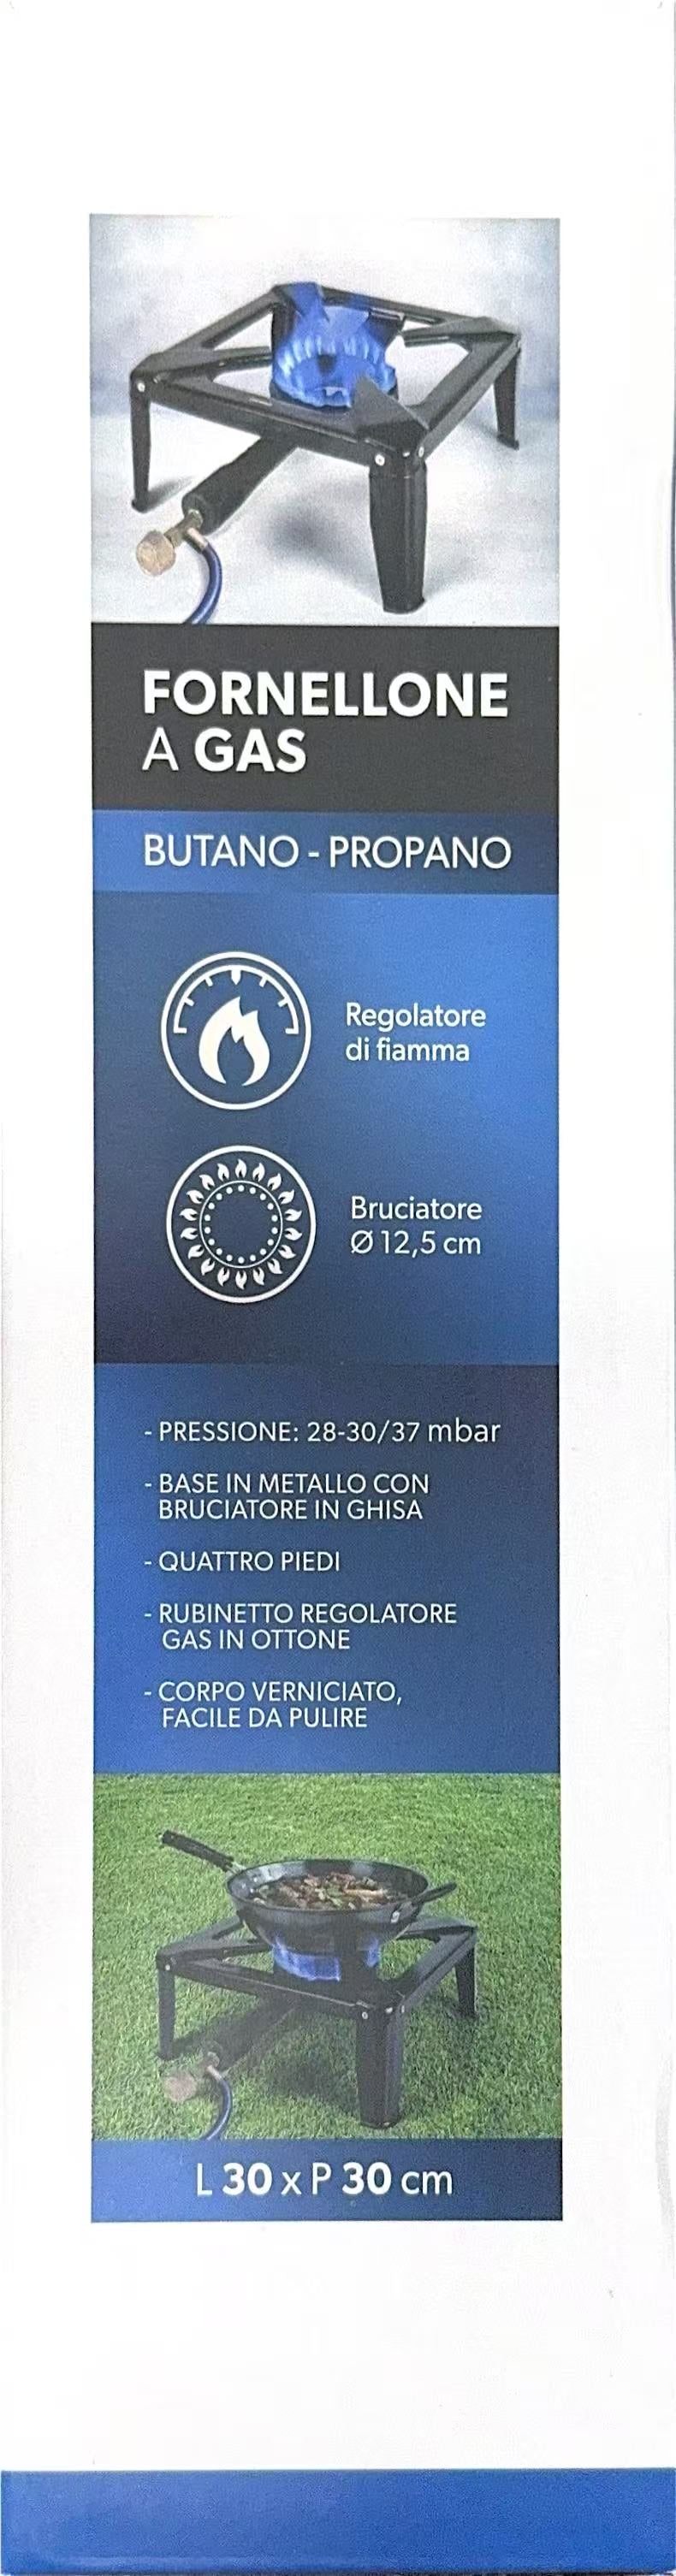 FORNELLONE
A GAS
BUTANO - PROPANO
Regolatore
di fiamma
Bruciatore
Ø 12,5 cm
- PRESSIONE: 28-30/37 mbar
- BASE IN METALLO CON
BRUCIATORE IN GHISA
- QUATTRO PIEDI
- RUBINETTO REGOLATORE
GAS IN OTTONE
- CORPO VERNICIATO,
FACILE DA PULIRE
L 30 x P 30 cm